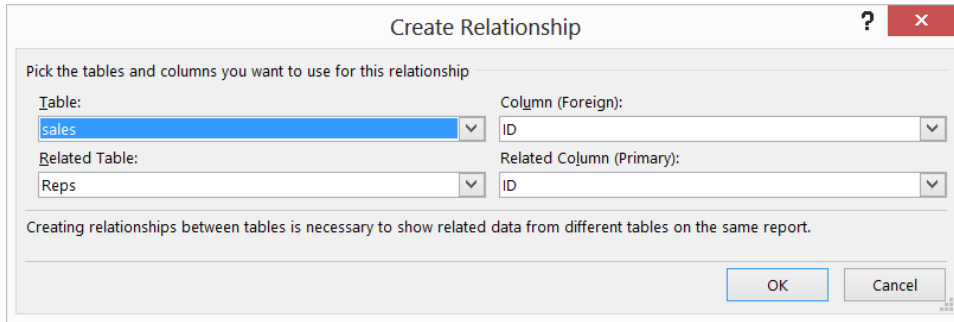 Create Relationship
?
Pick the tables and columns you want to use for this relationship
Table:
Column (Foreign):
sales
ID
Related Table:
Related Column (Primary):
Reps
ID
Creating relationships between tables is necessary to show related data from different tables on the same report.
OK
Cancel